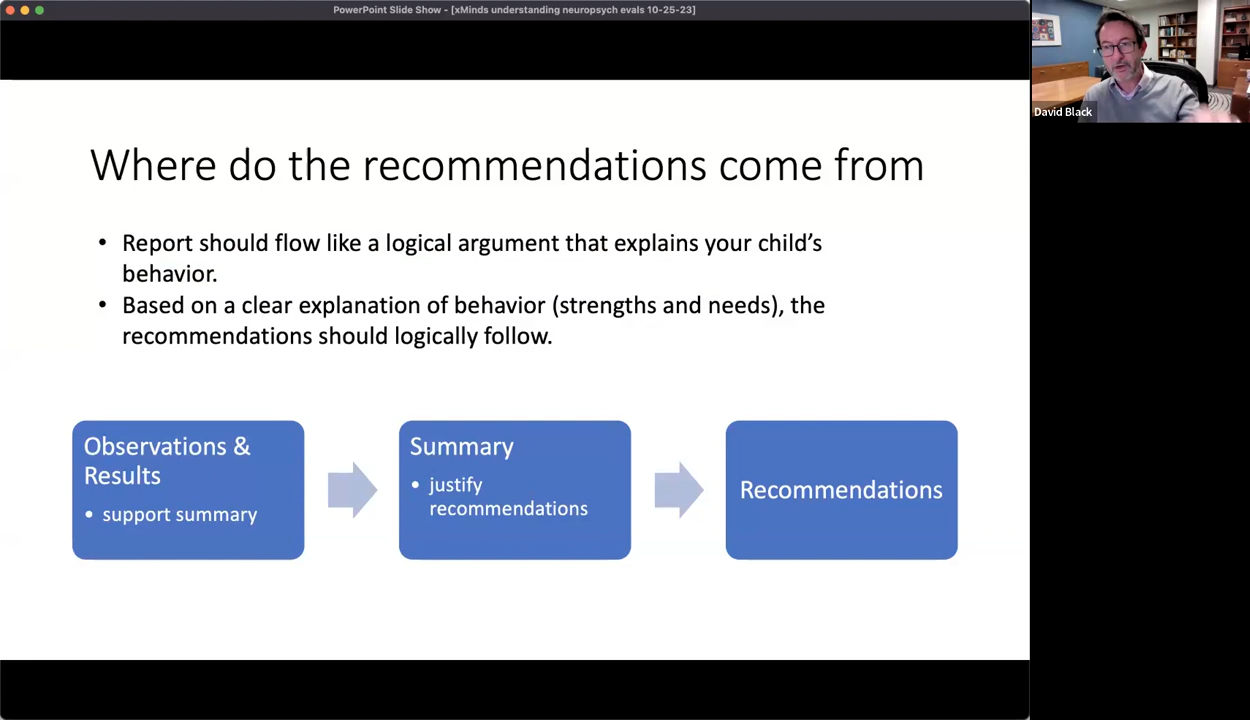 PowerPoint Slide Show - [xMinds understanding neuropsych evals 10-25-23]
David Black
Where do the recommendations come from
• Report should flow like a logical argument that explains your child’s
behavior.
• Based on a clear explanation of behavior (strengths and needs), the
recommendations should logically follow.
Observations &
Results
• support summary
Summary
• justify
recommendations
Recommendations